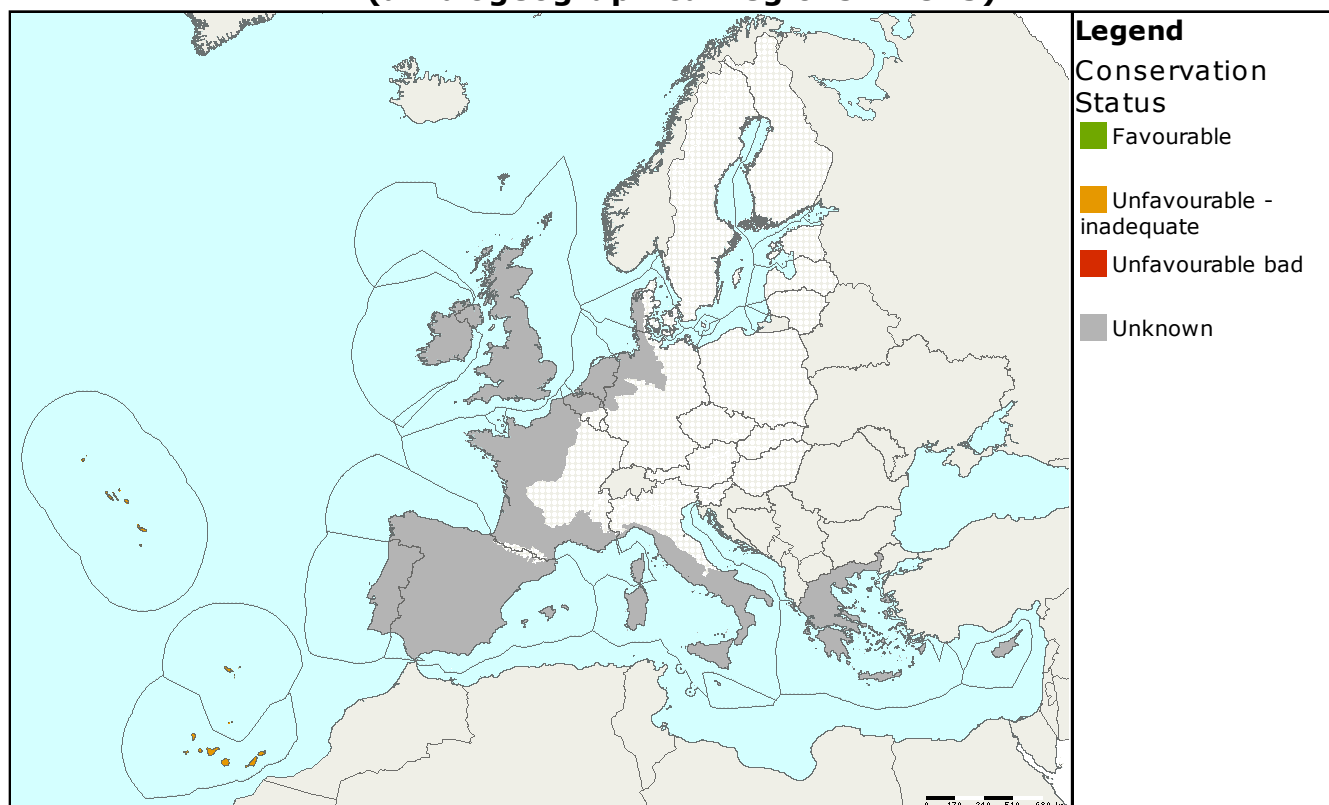 Legend
Conservation
Status
Favourable
Unfavourable -
inadequate
Unfavourable bad
Unknown